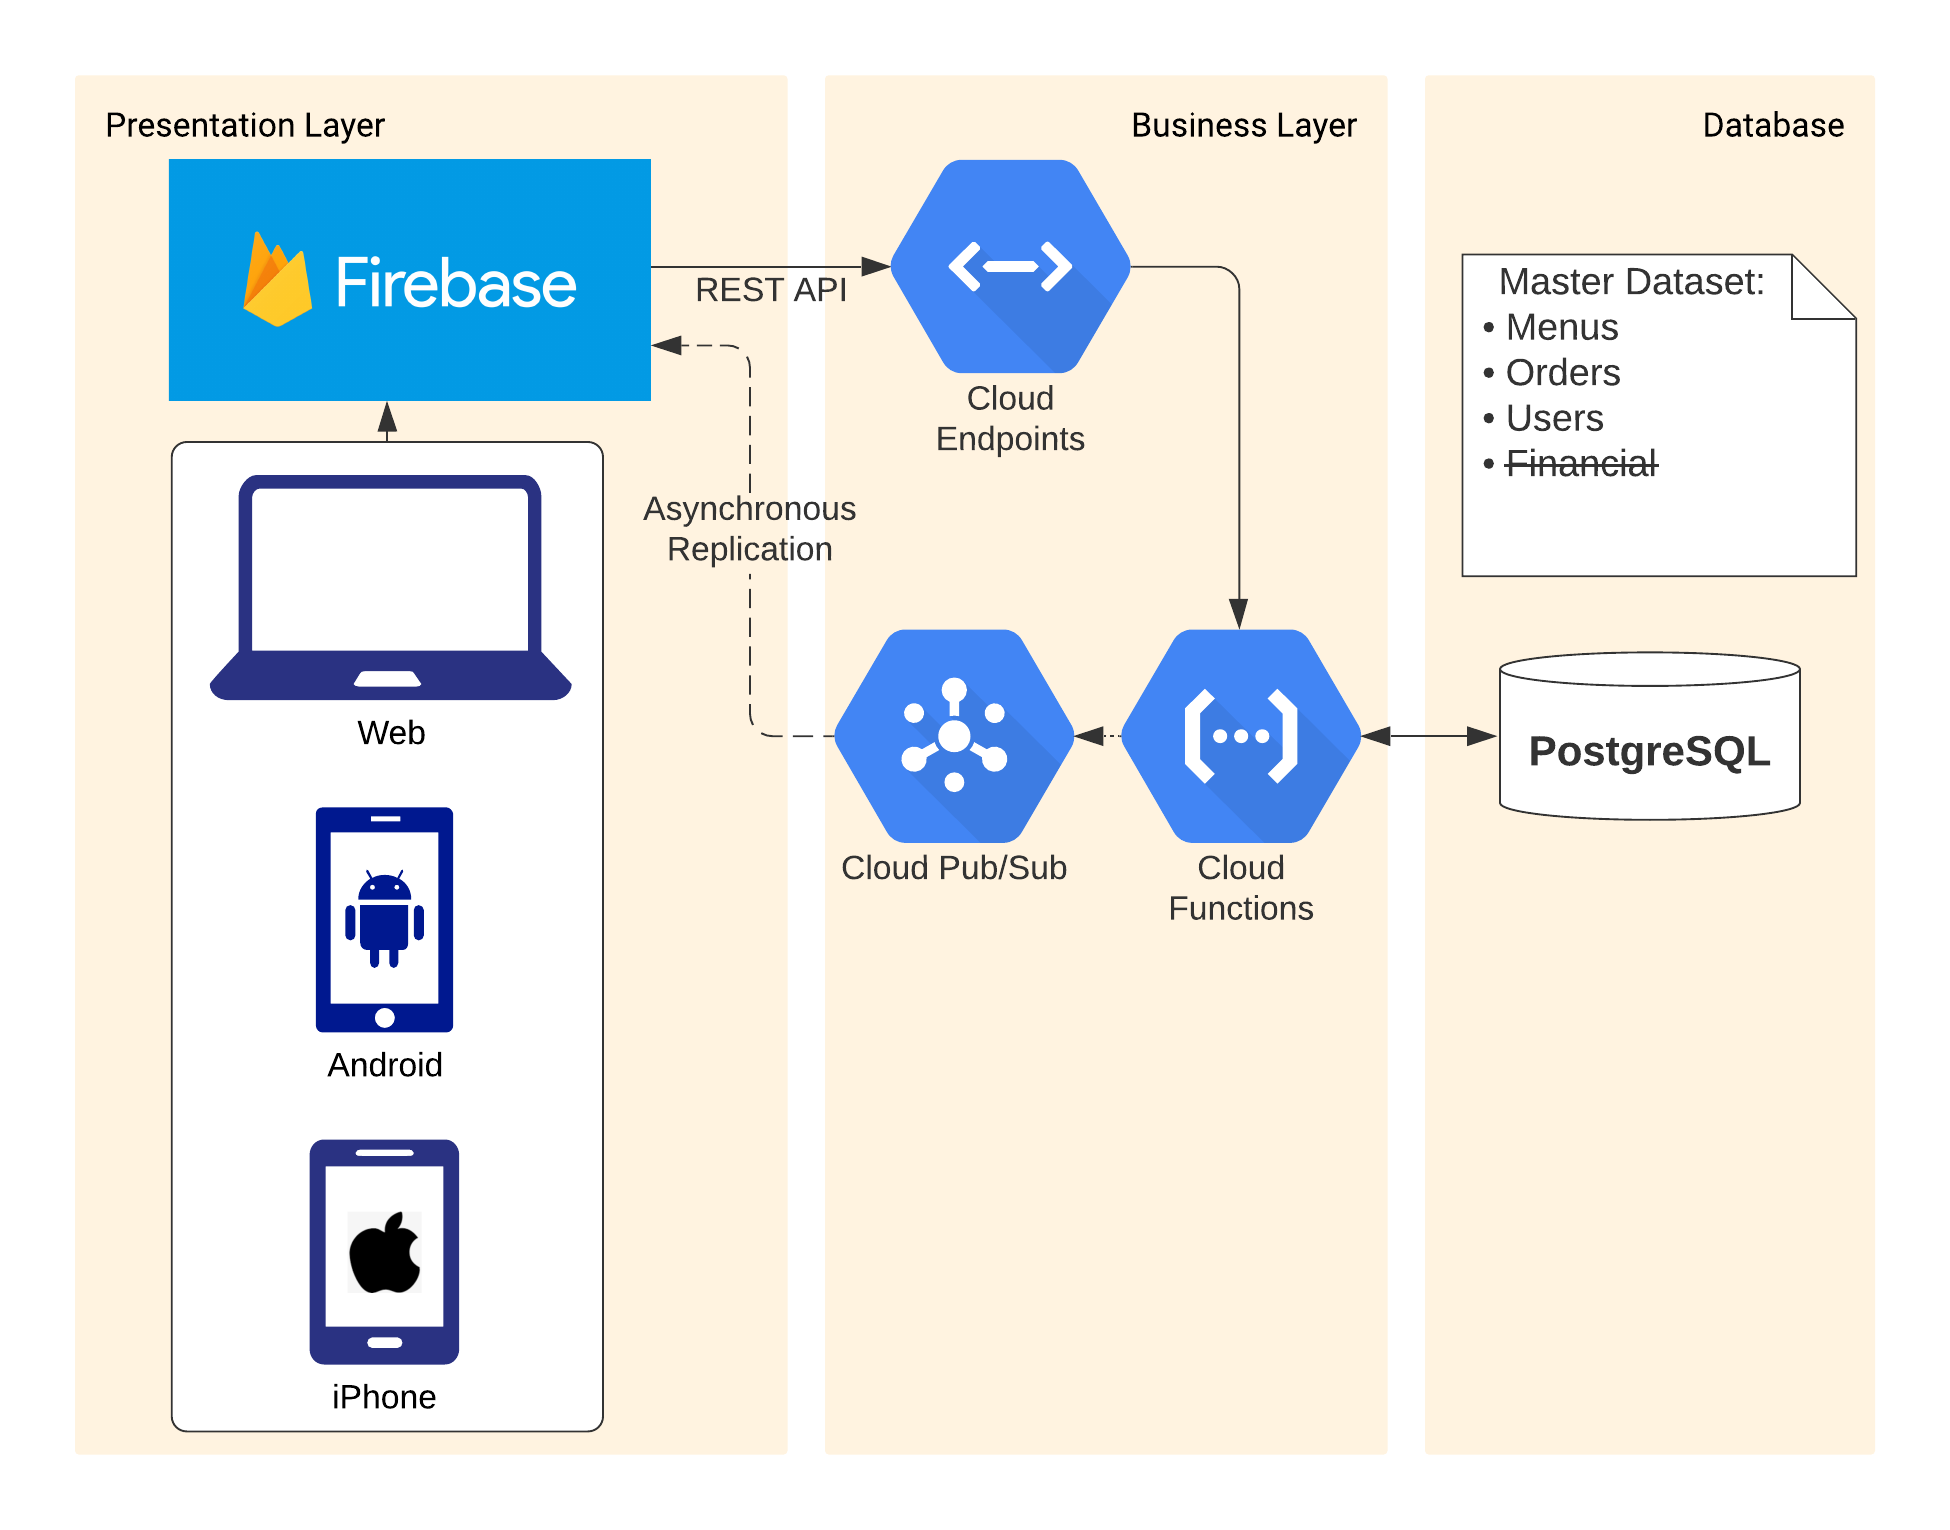 Presentation Layer
Firebase
REST API
Asynchronous
Replication
Web
Android
iPhone
Business Layer
Cloud
Endpoints
Cloud Pub/Sub
Cloud
Functions
Database
Master Dataset:
• Menus
• Orders
• Users
• Financial
PostgreSQL